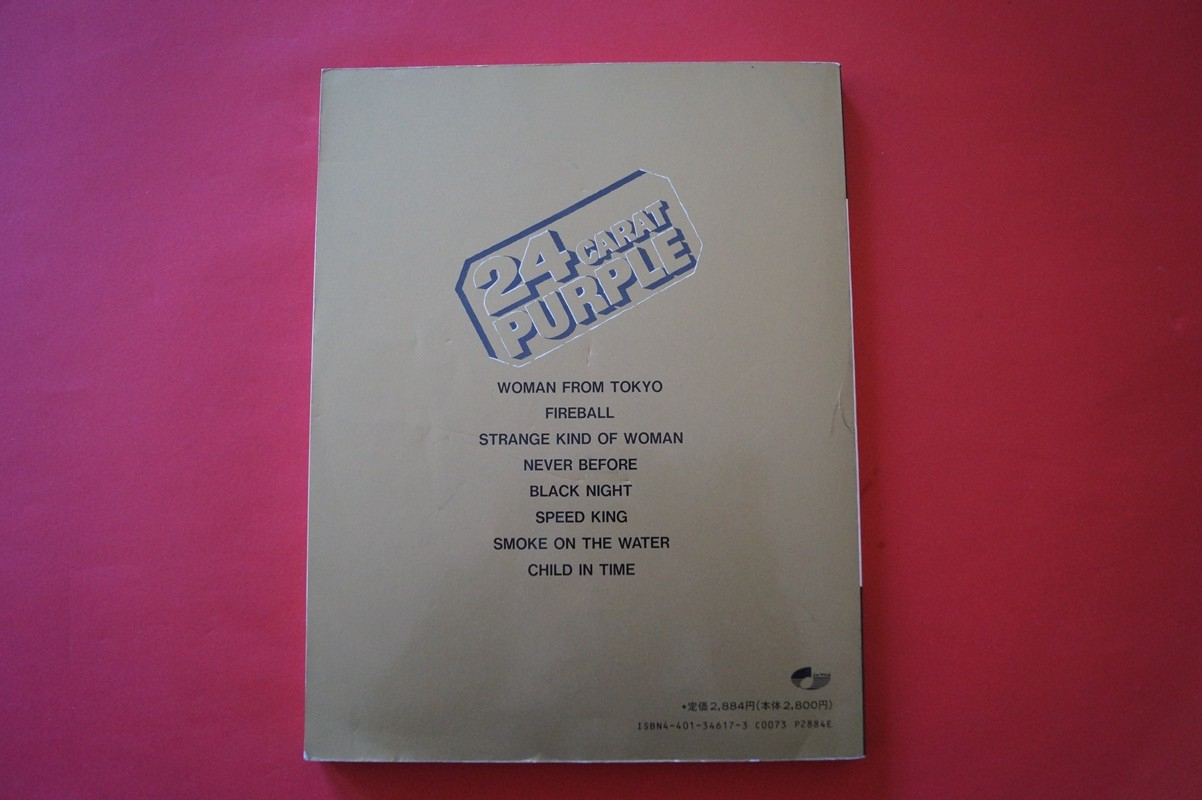 24 CARAT
PURPLE
WOMAN FROM TOKYO
FIREBALL
STRANGE KIND OF WOMAN
NEVER BEFORE
BLACK NIGHT
SPEED KING
SMOKE ON THE WATER
CHILD IN TIME
•定価2,884円(本体2,800円)
ISBN4-401-34617-3 C0073 P2884E